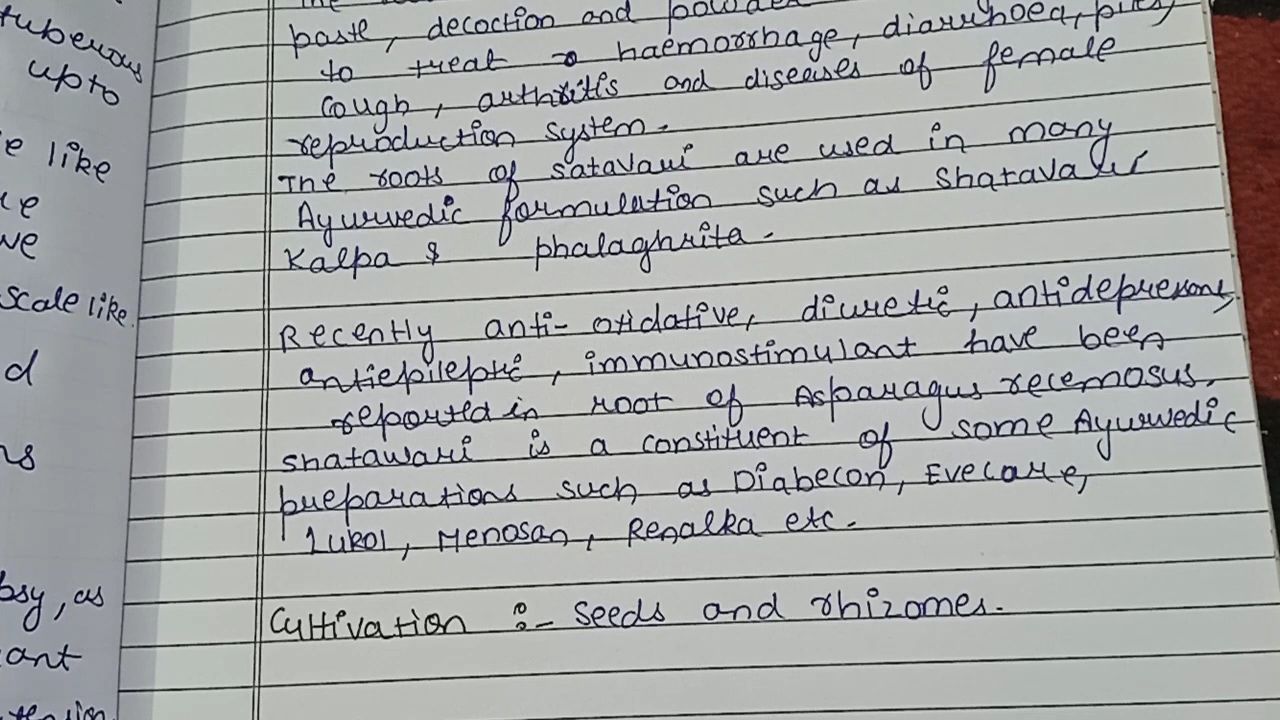 tuberous
upto
e like
ve
scale like
d
as
ant
paste, decoction and
to treat haemorrhage, diarrhoea, piles,
Cough, arthritis and diseases of female
reproduction system.
The roots of satavari are used in many
Ayurvedic formulation such as Shatavari
Kalpa & phalaghrita.
Recently anti-oxidative, diuretic, antidepressant,
antiepileptic, immunostimulant have been
reported in root of Asparagus recemosus.
shatawari is a constituent of some Ayurvedic
preparations such as Diabecon, Evecare,
Lukol, Menosan, Renalka etc.
Cultivation :- seeds and rhizomes.